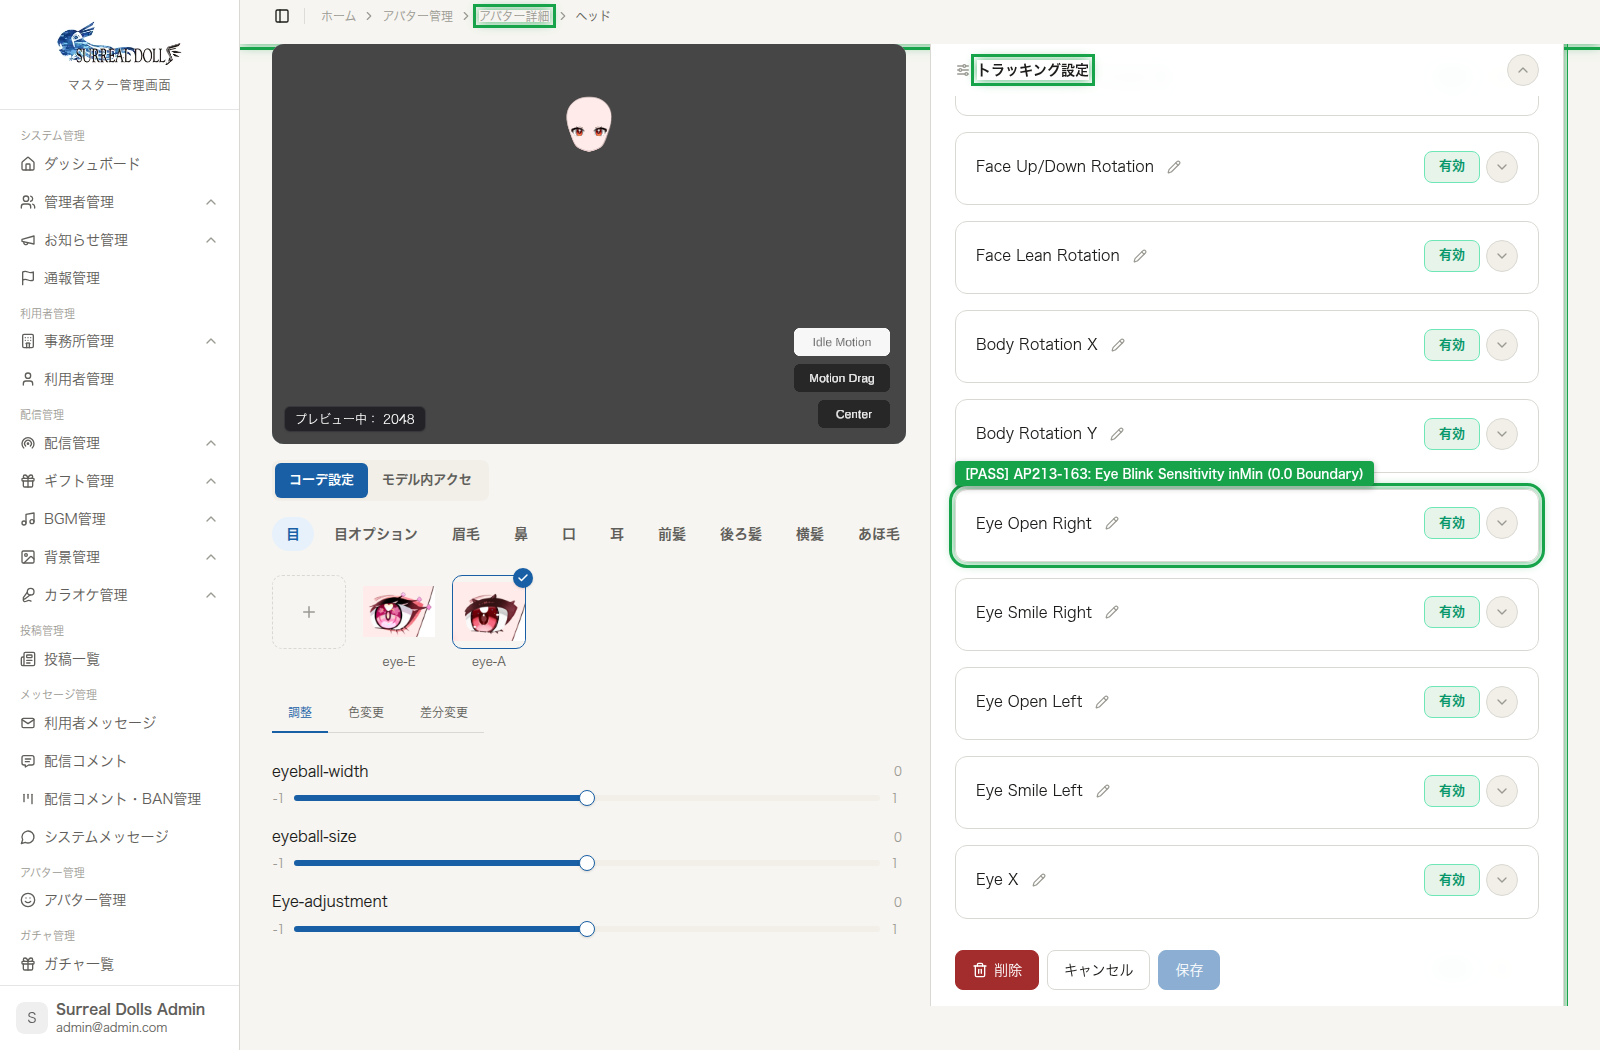 SURREAL DOLL
マスター管理画面
システム管理
ダッシュボード
管理者管理
お知らせ管理
通報管理
利用者管理
事務所管理
利用者管理
配信管理
配信管理
ギフト管理
BGM管理
背景管理
カラオケ管理
投稿管理
投稿一覧
メッセージ管理
利用者メッセージ
配信コメント
配信コメント・BAN管理
システムメッセージ
アバター管理
アバター管理
ガチャ管理
ガチャ一覧
S
Surreal Dolls Admin
admin@admin.com
ホーム > アバター管理 > アバター詳細 > ヘッド
Idle Motion
Motion Drag
Center
プレビュー中： 2048
コーデ設定 モデル内アクセ
目 目オプション 眉毛 鼻 口 耳 前髪 後ろ髪 横髪 あほ毛
eye-E eye-A
調整 色変更 差分変更
eyeball-width 0
-1 1
eyeball-size 0
-1 1
Eye-adjustment 0
-1 1
トラッキング設定
Face Up/Down Rotation 有効
Face Lean Rotation 有効
Body Rotation X 有効
Body Rotation Y 有効
[PASS] AP213-163: Eye Blink Sensitivity inMin (0.0 Boundary)
Eye Open Right 有効
Eye Smile Right 有効
Eye Open Left 有効
Eye Smile Left 有効
Eye X 有効
削除 キャンセル 保存